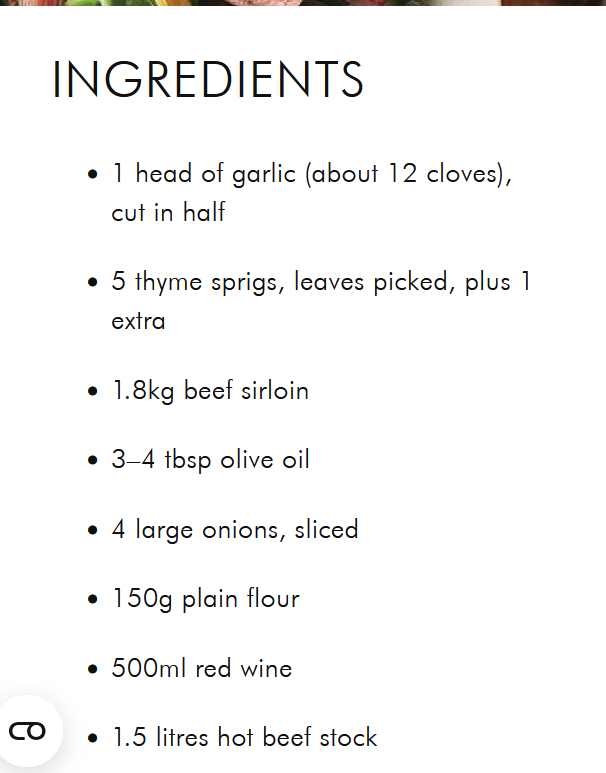 INGREDIENTS
• 1 head of garlic (about 12 cloves),
cut in half
• 5 thyme sprigs, leaves picked, plus 1
extra
• 1.8kg beef sirloin
• 3–4 tbsp olive oil
• 4 large onions, sliced
• 150g plain flour
• 500ml red wine
• 1.5 litres hot beef stock